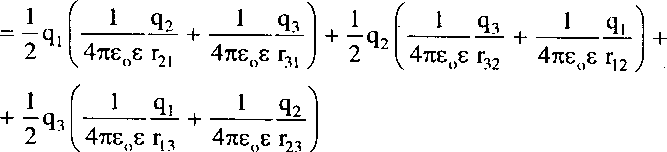 = 1/2 q₁ ( 1/(4πε₀ε) q₂/r₂₁ + 1/(4πε₀ε) q₃/r₃₁ ) + 1/2 q₂ ( 1/(4πε₀ε) q₃/r₃₂ + 1/(4πε₀ε) q₁/r₁₂ ) +
+ 1/2 q₃ ( 1/(4πε₀ε) q₁/r₁₃ + 1/(4πε₀ε) q₂/r₂₃ )